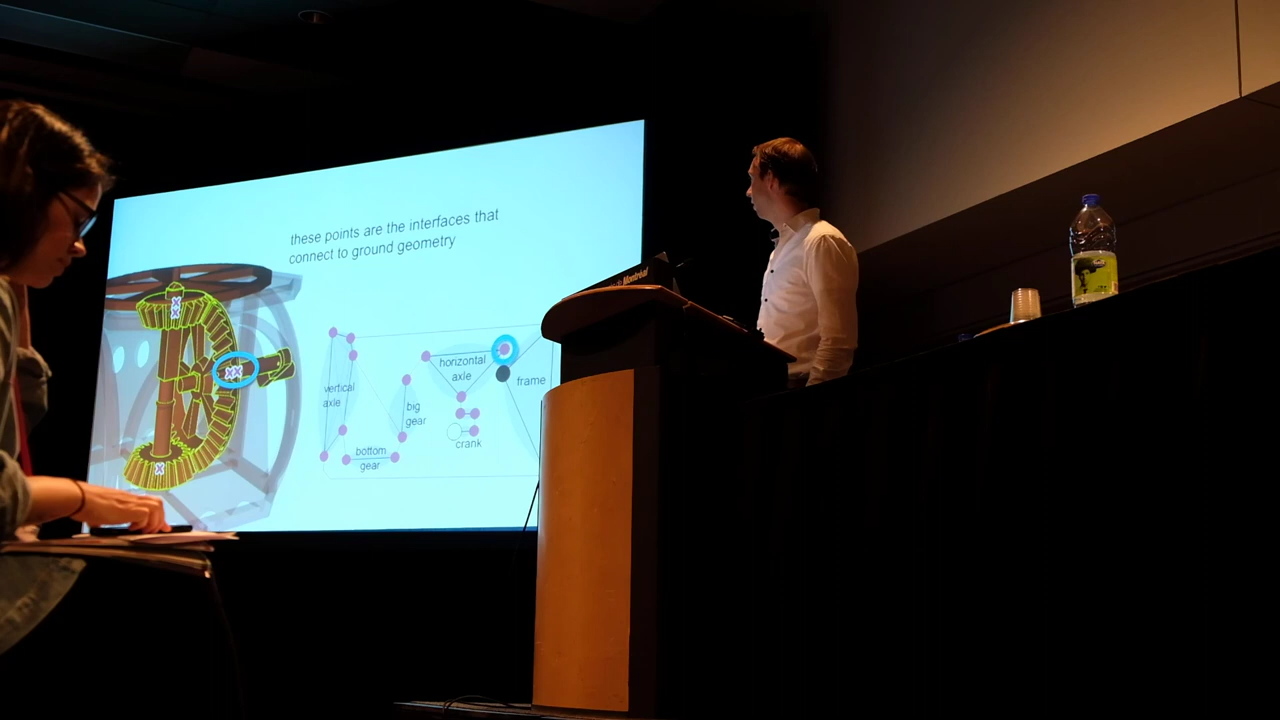 these points are the interfaces that
connect to ground geometry
vertical
axle
horizontal
axle
frame
big
gear
crank
bottom
gear
de Montréal